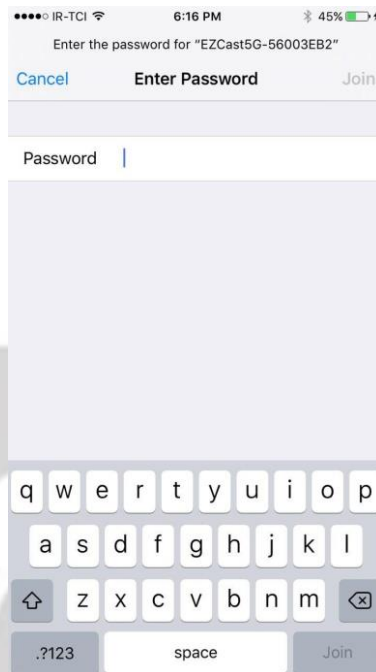 IR-TCI 6:16 PM 45%
Enter the password for “EZCast5G-56003EB2”
Cancel Enter Password Join
Password
q w e r t y u i o p
a s d f g h j k l
z x c v b n m
.?123 space Join